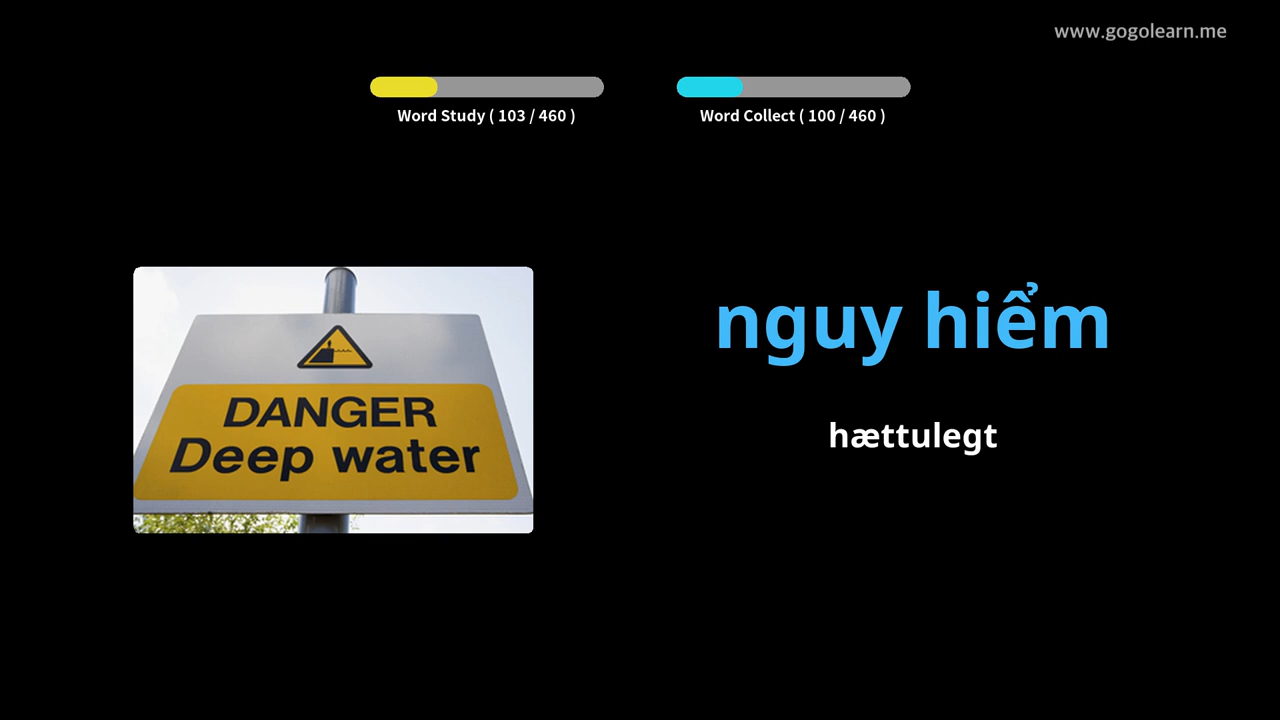 www.gogolearn.me
Word Study ( 103 / 460 )
Word Collect ( 100 / 460 )
DANGER
Deep water
nguy hiểm
hættulegt